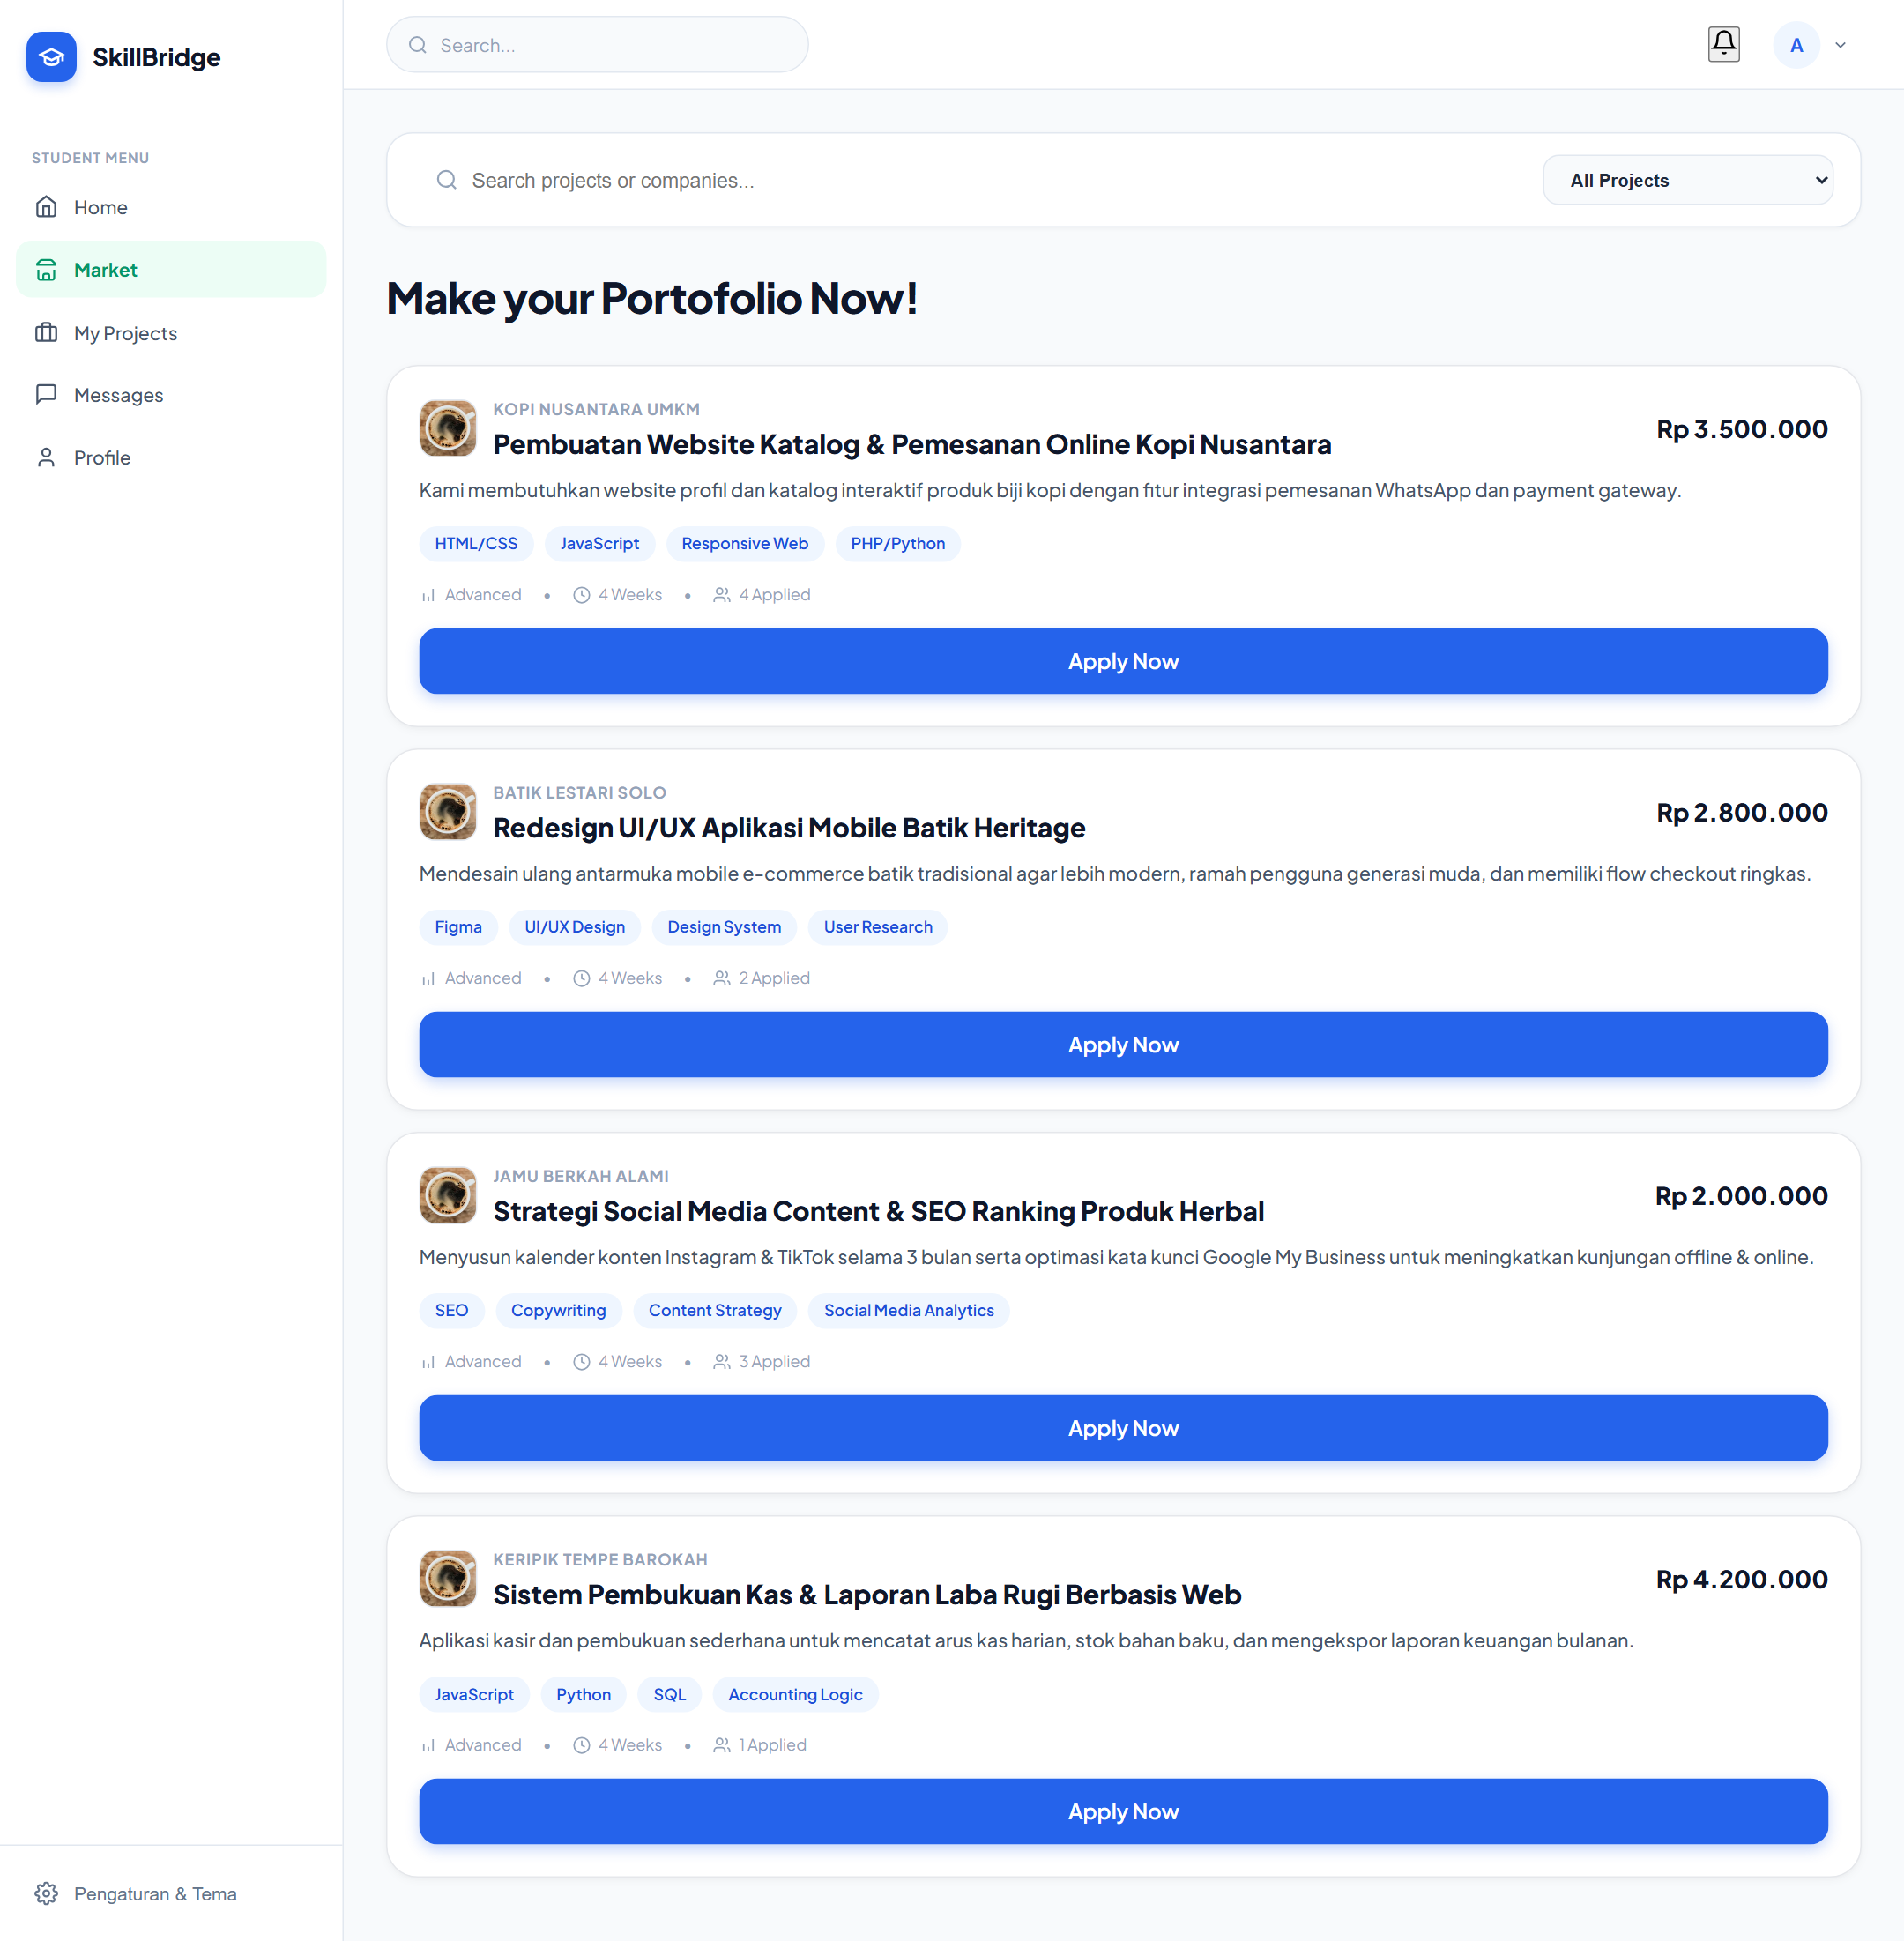 SkillBridge
Search...
A
STUDENT MENU
Home
Market
My Projects
Messages
Profile
Pengaturan & Tema
Search projects or companies...
All Projects
Make your Portofolio Now!
KOPI NUSANTARA UMKM
Pembuatan Website Katalog & Pemesanan Online Kopi Nusantara
Rp 3.500.000
Kami membutuhkan website profil dan katalog interaktif produk biji kopi dengan fitur integrasi pemesanan WhatsApp dan payment gateway.
HTML/CSS JavaScript Responsive Web PHP/Python
Advanced • 4 Weeks • 4 Applied
Apply Now
BATIK LESTARI SOLO
Redesign UI/UX Aplikasi Mobile Batik Heritage
Rp 2.800.000
Mendesain ulang antarmuka mobile e-commerce batik tradisional agar lebih modern, ramah pengguna generasi muda, dan memiliki flow checkout ringkas.
Figma UI/UX Design Design System User Research
Advanced • 4 Weeks • 2 Applied
Apply Now
JAMU BERKAH ALAMI
Strategi Social Media Content & SEO Ranking Produk Herbal
Rp 2.000.000
Menyusun kalender konten Instagram & TikTok selama 3 bulan serta optimasi kata kunci Google My Business untuk meningkatkan kunjungan offline & online.
SEO Copywriting Content Strategy Social Media Analytics
Advanced • 4 Weeks • 3 Applied
Apply Now
KERIPIK TEMPE BAROKAH
Sistem Pembukuan Kas & Laporan Laba Rugi Berbasis Web
Rp 4.200.000
Aplikasi kasir dan pembukuan sederhana untuk mencatat arus kas harian, stok bahan baku, dan mengekspor laporan keuangan bulanan.
JavaScript Python SQL Accounting Logic
Advanced • 4 Weeks • 1 Applied
Apply Now